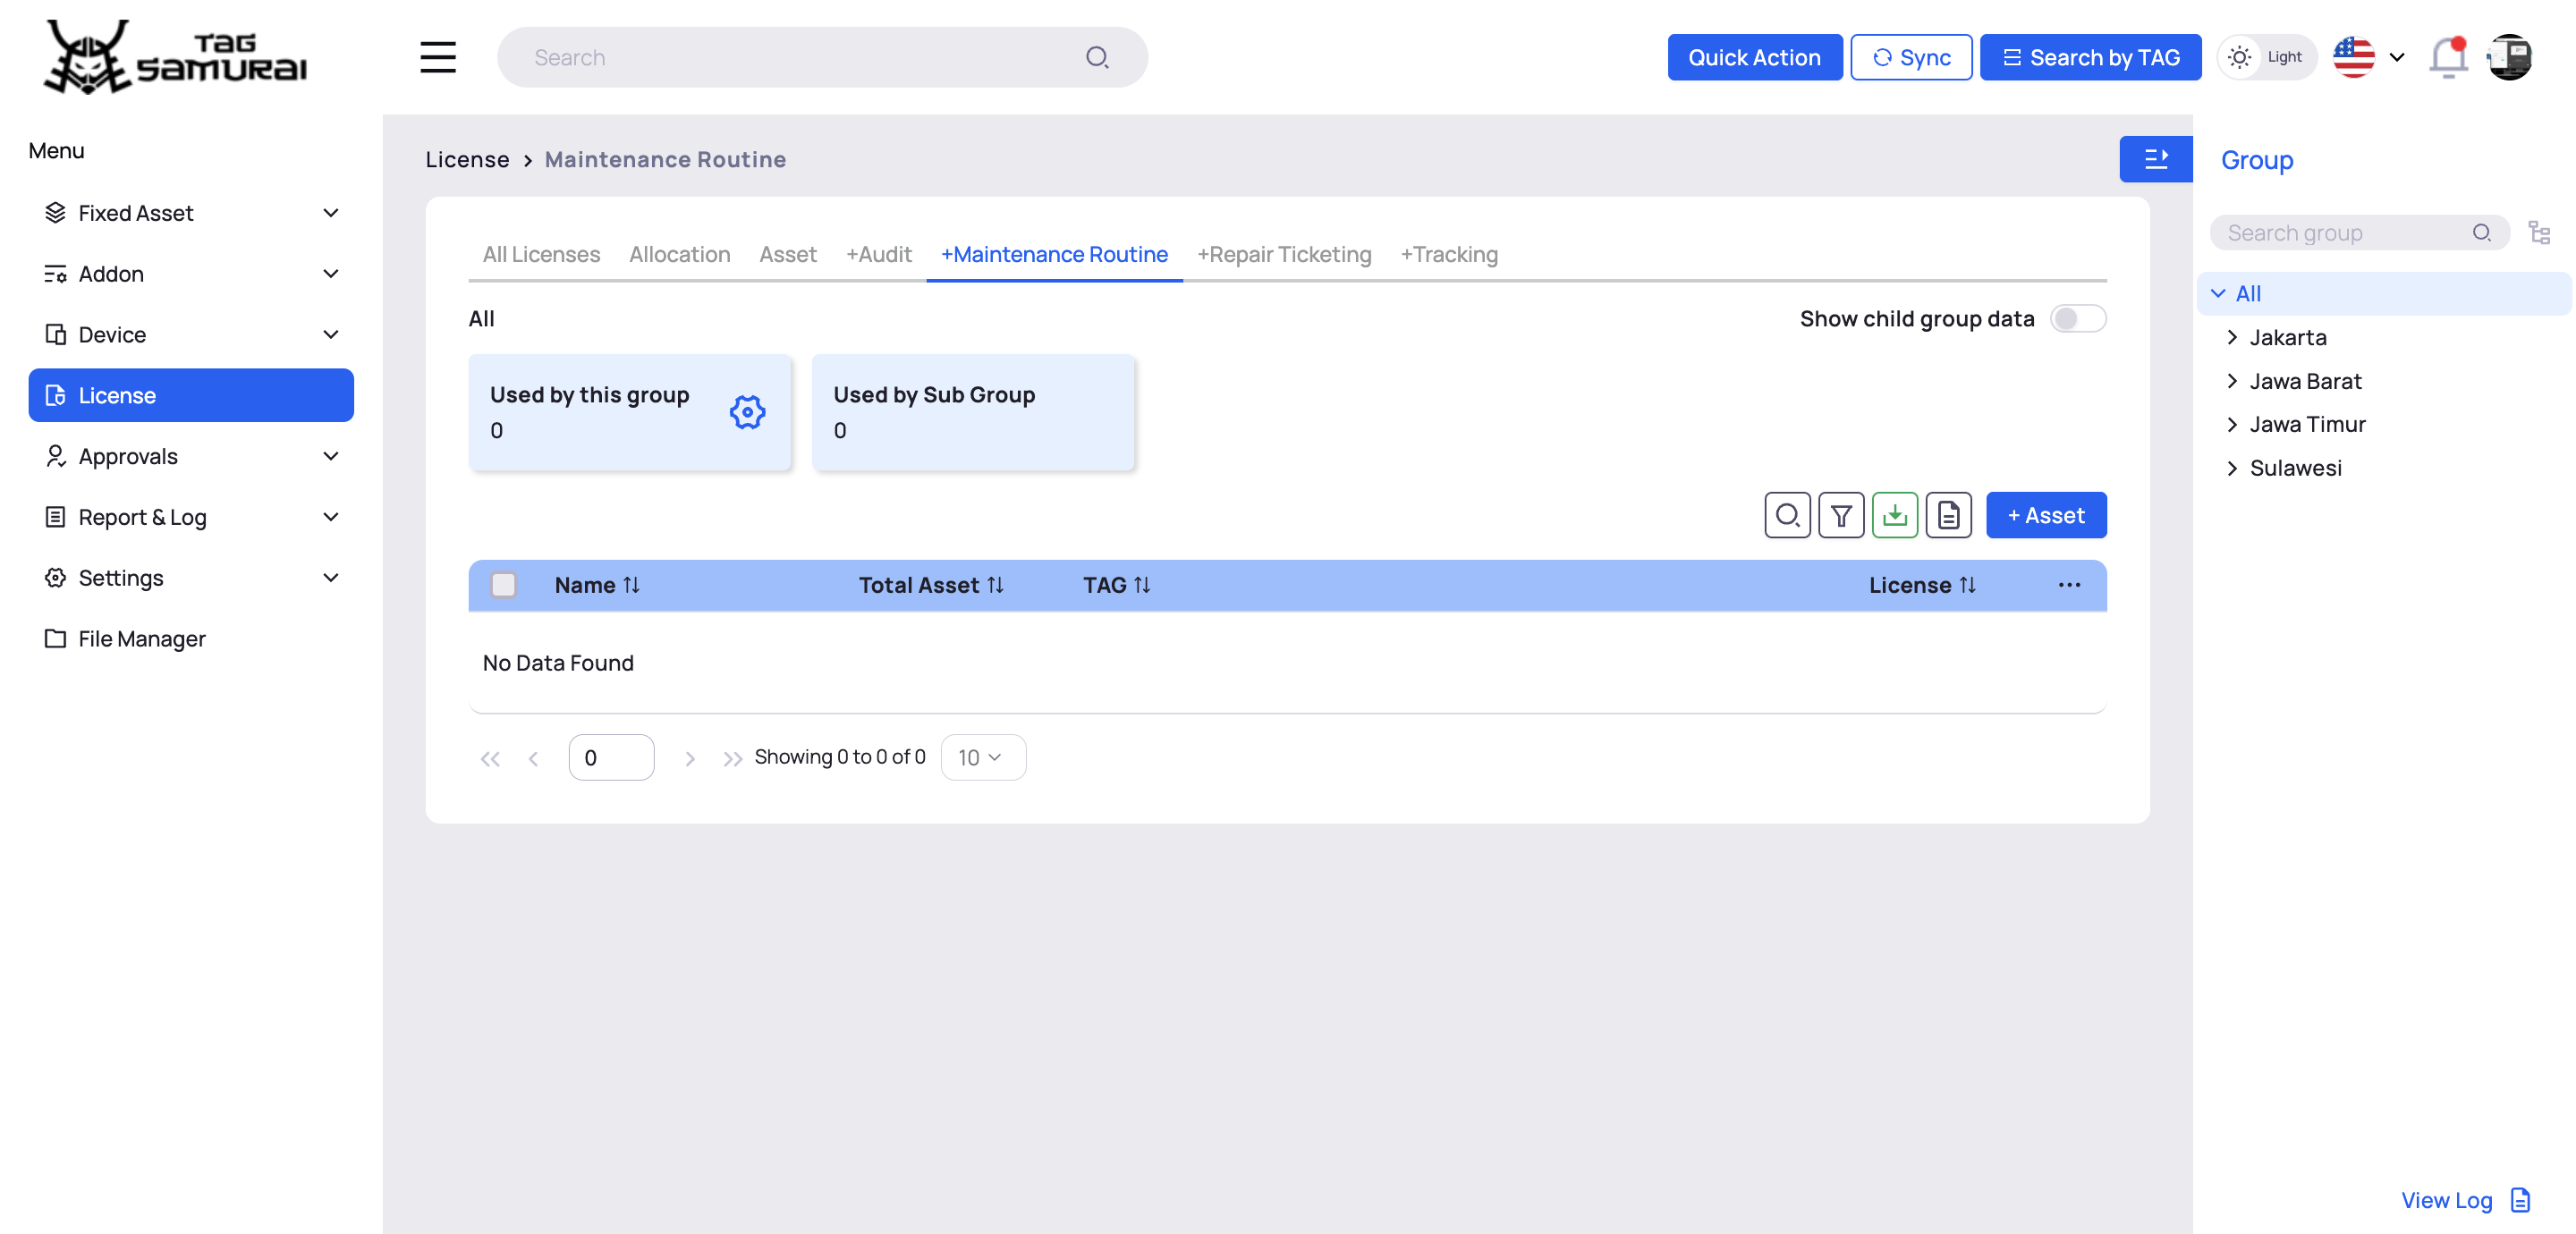 TAG
SAMURAI
Search
Quick Action
Sync
Search by TAG
Light
Menu
Fixed Asset
Addon
Device
License
Approvals
Report & Log
Settings
File Manager
License > Maintenance Routine
All Licenses Allocation Asset +Audit +Maintenance Routine +Repair Ticketing +Tracking
All
Show child group data
Used by this group
0
Used by Sub Group
0
+ Asset
Name Total Asset TAG License ...
No Data Found
0 Showing 0 to 0 of 0 10
Group
Search group
All
Jakarta
Jawa Barat
Jawa Timur
Sulawesi
View Log